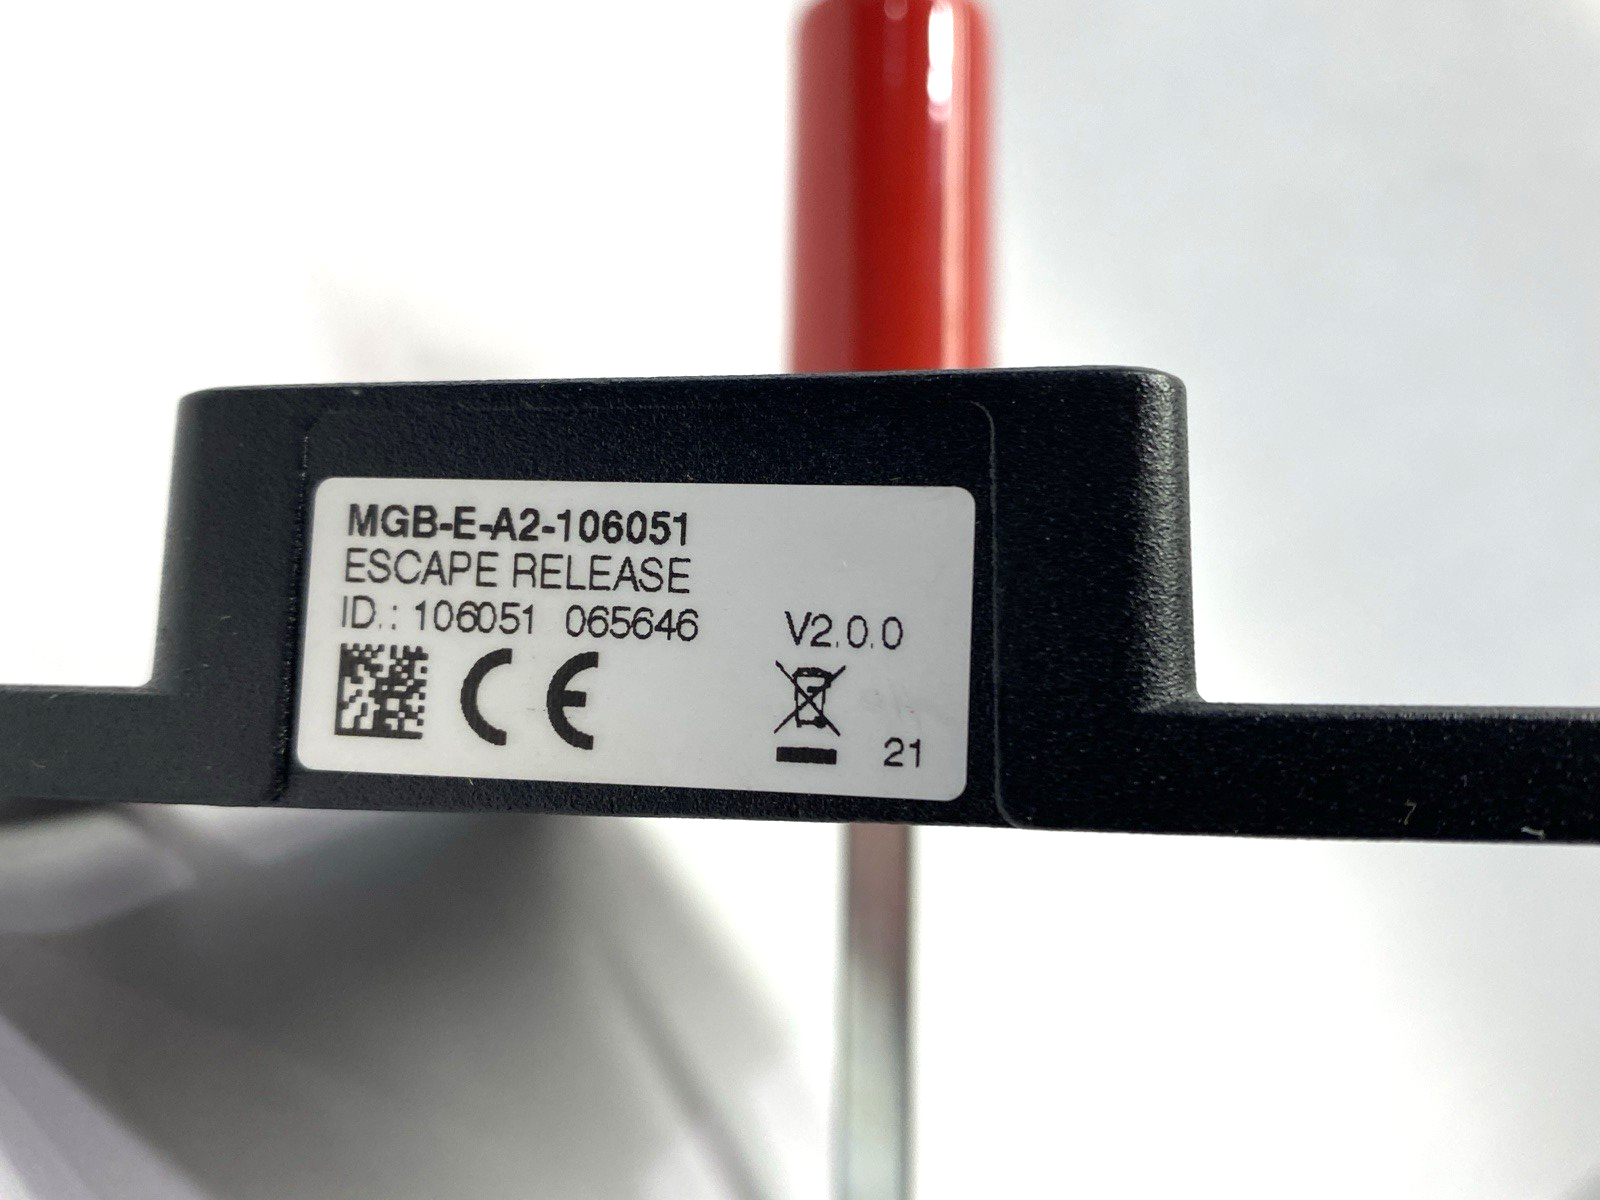 MGB-E-A2-106051
ESCAPE RELEASE
ID.: 106051 065646 V2.0.0
CE 21